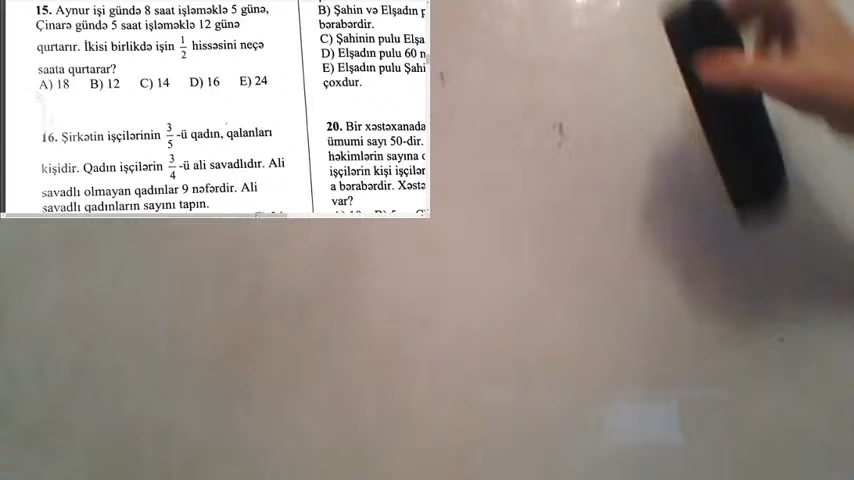 15. Aynur işi gündə 8 saat işləməklə 5 günə,
Çinarə gündə 5 saat işləməklə 12 günə
qurtarır. İkisi birlikdə işin 1/2 hissəsini neçə
saata qurtarar?
A) 18 B) 12 C) 14 D) 16 E) 24
16. Şirkətin işçilərinin 3/5 -ü qadın, qalanları
kişidir. Qadın işçilərin 3/4 -ü ali savadlıdır. Ali
savadlı olmayan qadınlar 9 nəfərdir. Ali
savadlı qadınların sayını tapın.
B) Şahin və Elşadın
bərabərdir.
C) Şahinin pulu Elşa
D) Elşadın pulu 60
E) Elşadın pulu Şahi
çoxdur.
20. Bir xəstəxanada
ümumi sayı 50-dir.
həkimlərin sayına
işçilərin kişi işçilər
a bərabərdir. Xəstə
var?